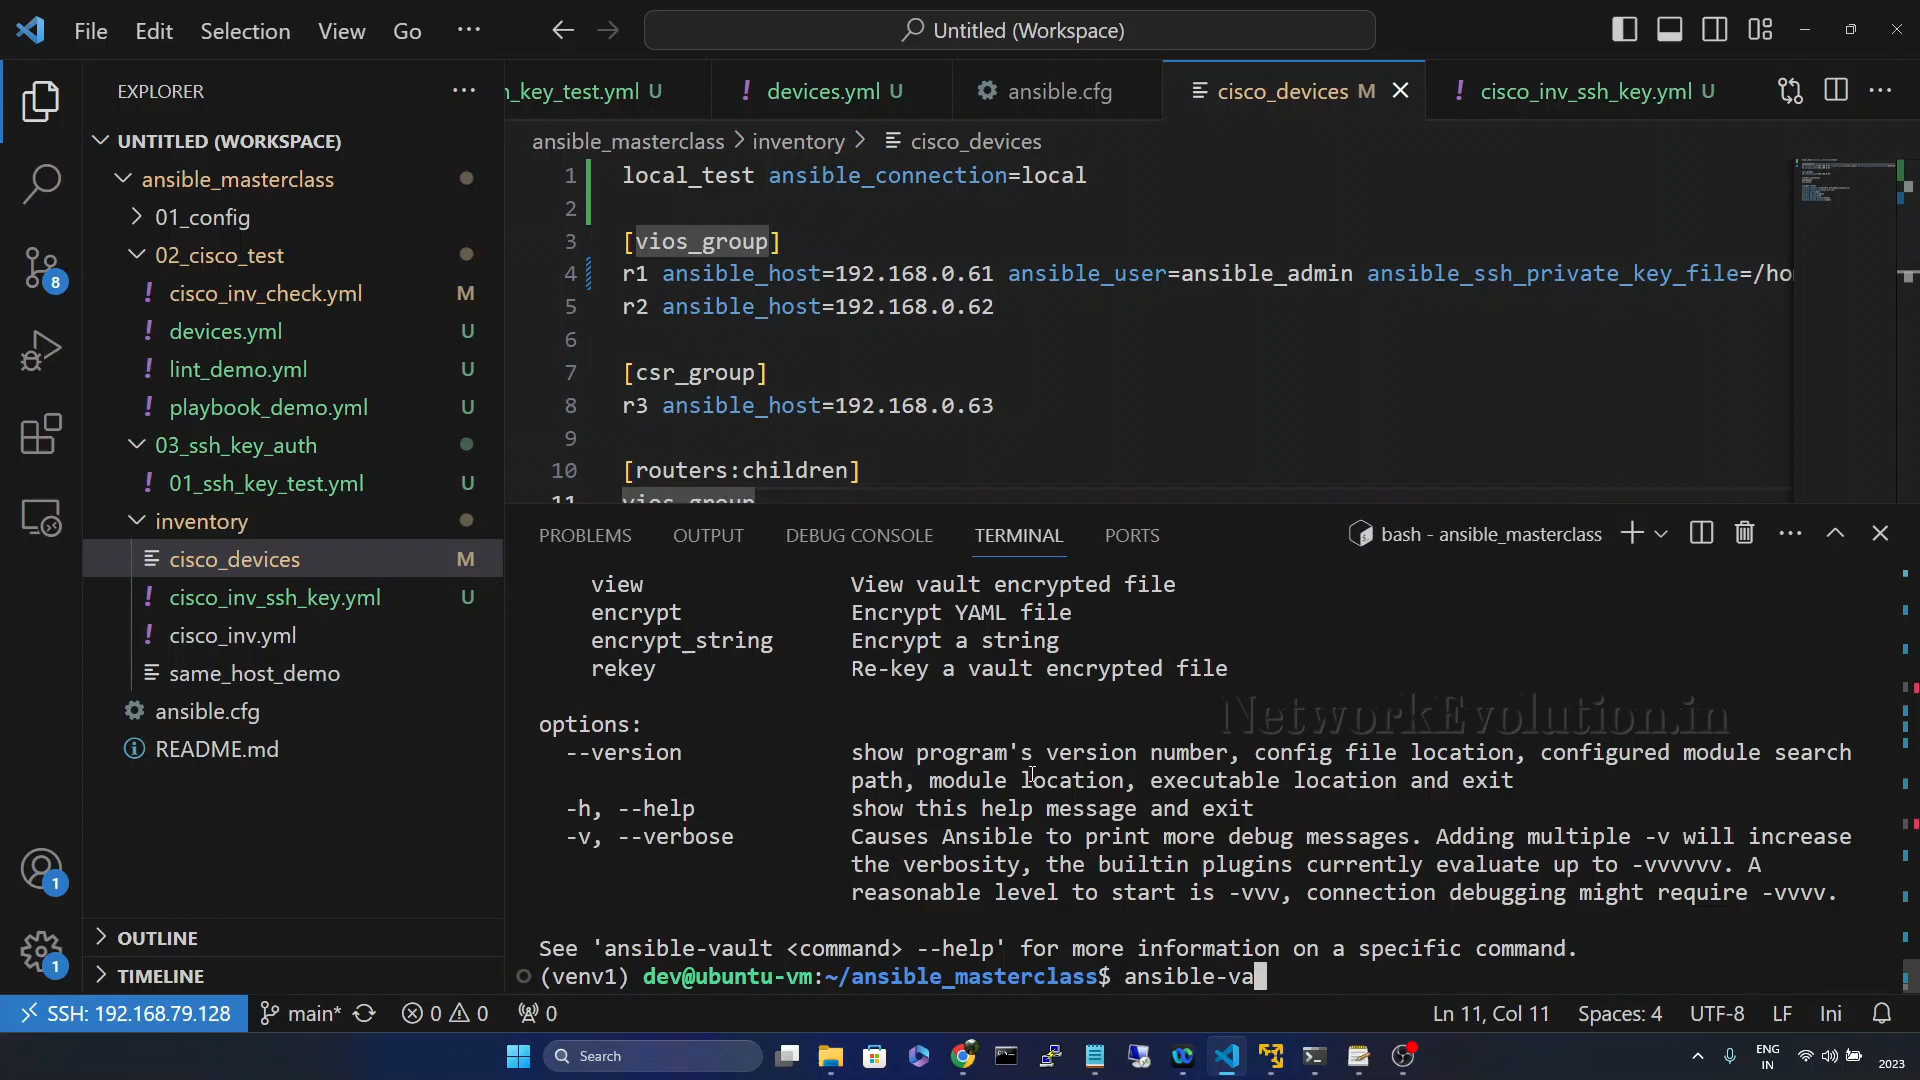 File Edit Selection View Go ···
Untitled (Workspace)
EXPLORER ···
UNTITLED (WORKSPACE)
ansible_masterclass
01_config
02_cisco_test
! cisco_inv_check.yml M
! devices.yml U
! lint_demo.yml U
! playbook_demo.yml U
03_ssh_key_auth
! 01_ssh_key_test.yml U
inventory
cisco_devices M
! cisco_inv_ssh_key.yml U
! cisco_inv.yml
same_host_demo
ansible.cfg
README.md
OUTLINE
TIMELINE
8
1
1
_key_test.yml U
! devices.yml U
ansible.cfg
cisco_devices M
! cisco_inv_ssh_key.yml U
ansible_masterclass > inventory > cisco_devices
1 local_test ansible_connection=local
2
3 [vios_group]
4 r1 ansible_host=192.168.0.61 ansible_user=ansible_admin ansible_ssh_private_key_file=/ho
5 r2 ansible_host=192.168.0.62
6
7 [csr_group]
8 r3 ansible_host=192.168.0.63
9
10 [routers:children]
11 vios_group
PROBLEMS OUTPUT DEBUG CONSOLE TERMINAL PORTS
bash - ansible_masterclass
view View vault encrypted file
encrypt Encrypt YAML file
encrypt_string Encrypt a string
rekey Re-key a vault encrypted file
NetworkEvolution.in
options:
--version show program's version number, config file location, configured module search
path, module location, executable location and exit
-h, --help show this help message and exit
-v, --verbose Causes Ansible to print more debug messages. Adding multiple -v will increase
the verbosity, the builtin plugins currently evaluate up to -vvvvvv. A
reasonable level to start is -vvv, connection debugging might require -vvvv.
See 'ansible-vault <command> --help' for more information on a specific command.
(venv1) dev@ubuntu-vm:~/ansible_masterclass$ ansible-va
SSH: 192.168.79.128 main* 0 0 0
Ln 11, Col 11 Spaces: 4 UTF-8 LF Ini
Search
ENG
IN
2023